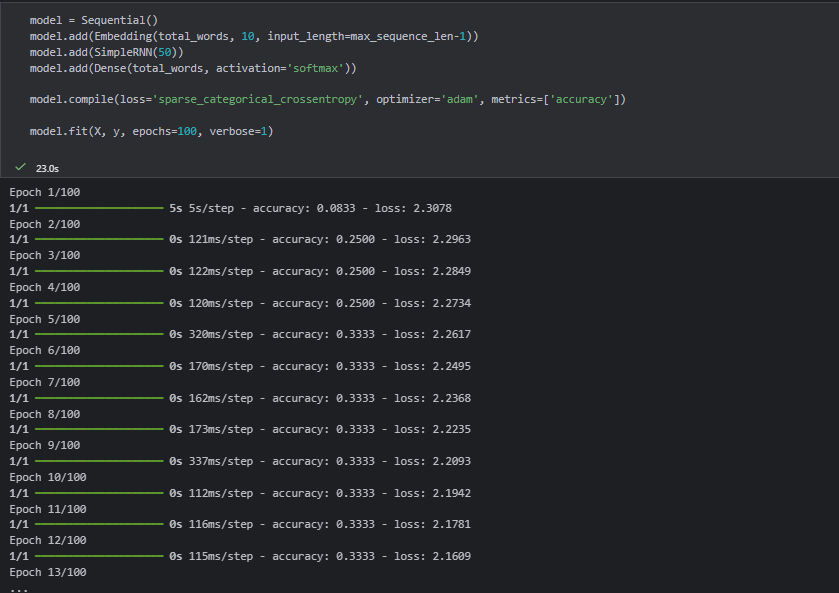 model = Sequential()
model.add(Embedding(total_words, 10, input_length=max_sequence_len-1))
model.add(SimpleRNN(50))
model.add(Dense(total_words, activation='softmax'))
model.compile(loss='sparse_categorical_crossentropy', optimizer='adam', metrics=['accuracy'])
model.fit(X, y, epochs=100, verbose=1)
23.0s
Epoch 1/100
1/1 5s 5s/step - accuracy: 0.0833 - loss: 2.3078
Epoch 2/100
1/1 0s 121ms/step - accuracy: 0.2500 - loss: 2.2963
Epoch 3/100
1/1 0s 122ms/step - accuracy: 0.2500 - loss: 2.2849
Epoch 4/100
1/1 0s 120ms/step - accuracy: 0.2500 - loss: 2.2734
Epoch 5/100
1/1 0s 320ms/step - accuracy: 0.3333 - loss: 2.2617
Epoch 6/100
1/1 0s 170ms/step - accuracy: 0.3333 - loss: 2.2495
Epoch 7/100
1/1 0s 162ms/step - accuracy: 0.3333 - loss: 2.2368
Epoch 8/100
1/1 0s 173ms/step - accuracy: 0.3333 - loss: 2.2235
Epoch 9/100
1/1 0s 337ms/step - accuracy: 0.3333 - loss: 2.2093
Epoch 10/100
1/1 0s 112ms/step - accuracy: 0.3333 - loss: 2.1942
Epoch 11/100
1/1 0s 116ms/step - accuracy: 0.3333 - loss: 2.1781
Epoch 12/100
1/1 0s 115ms/step - accuracy: 0.3333 - loss: 2.1609
Epoch 13/100
...